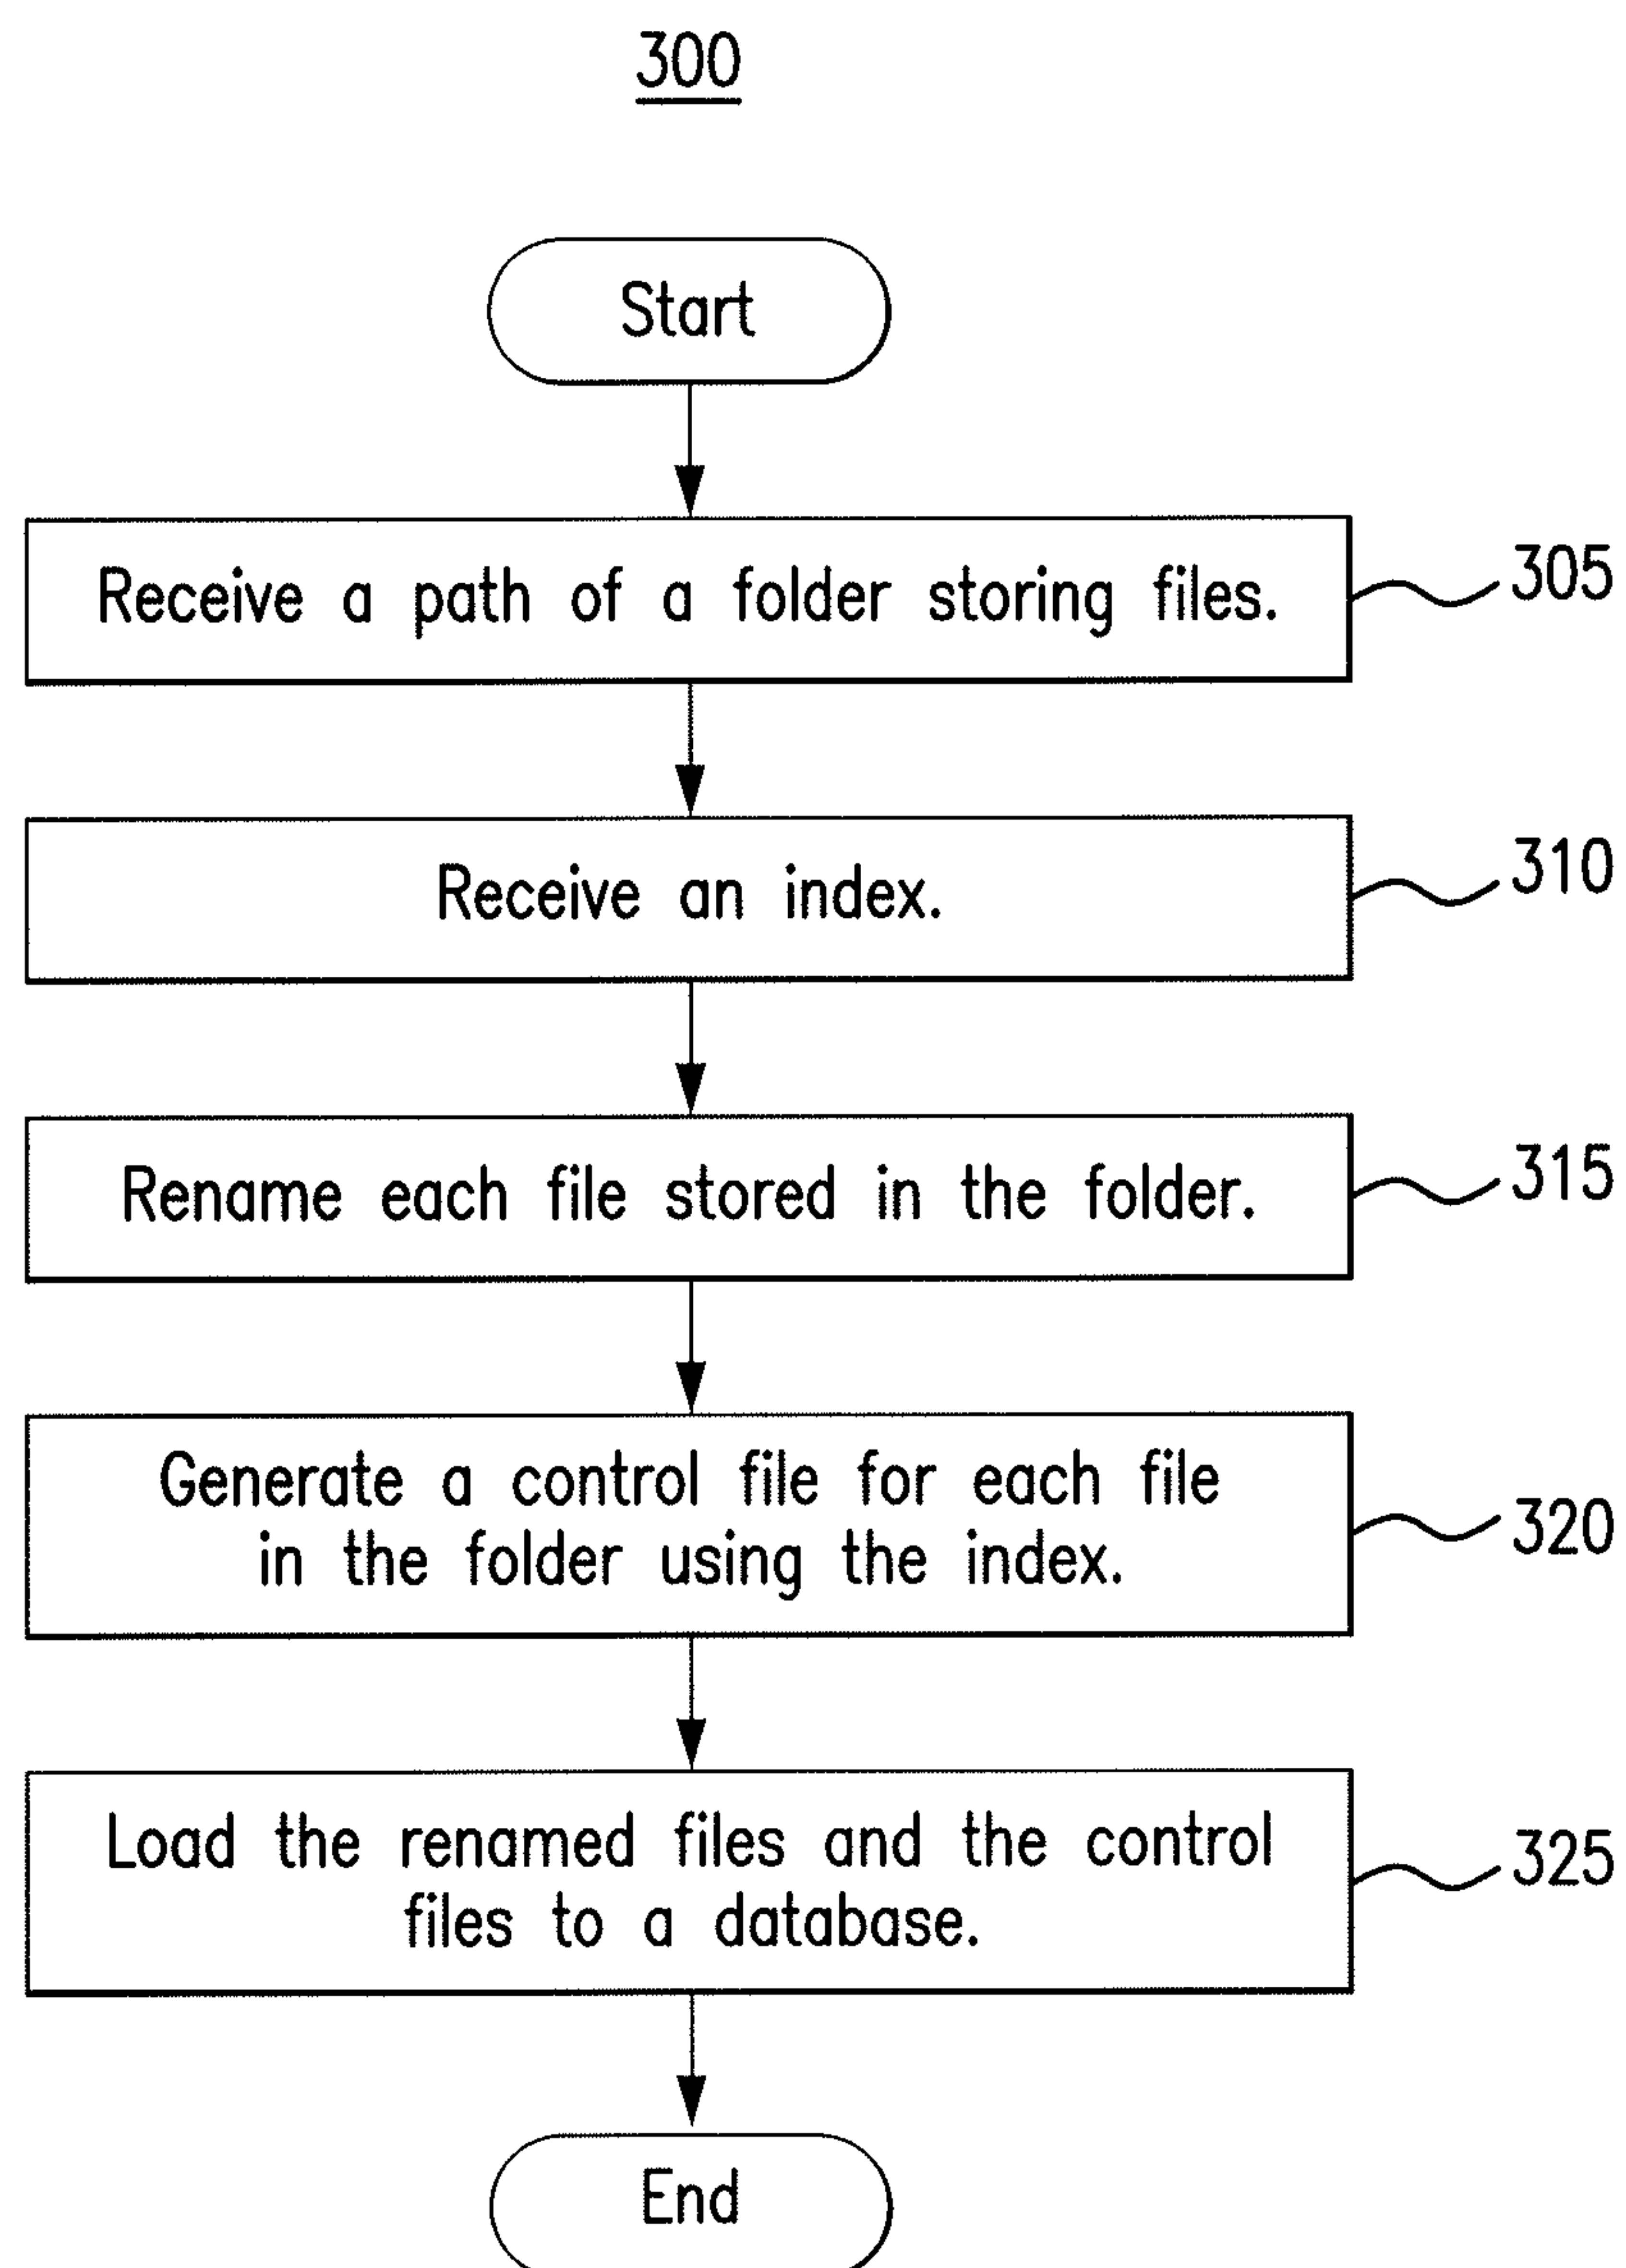 300
Start
Receive a path of a folder storing files.
305
Receive an index.
310
Rename each file stored in the folder.
315
Generate a control file for each file
in the folder using the index.
320
Load the renamed files and the control
files to a database.
325
End